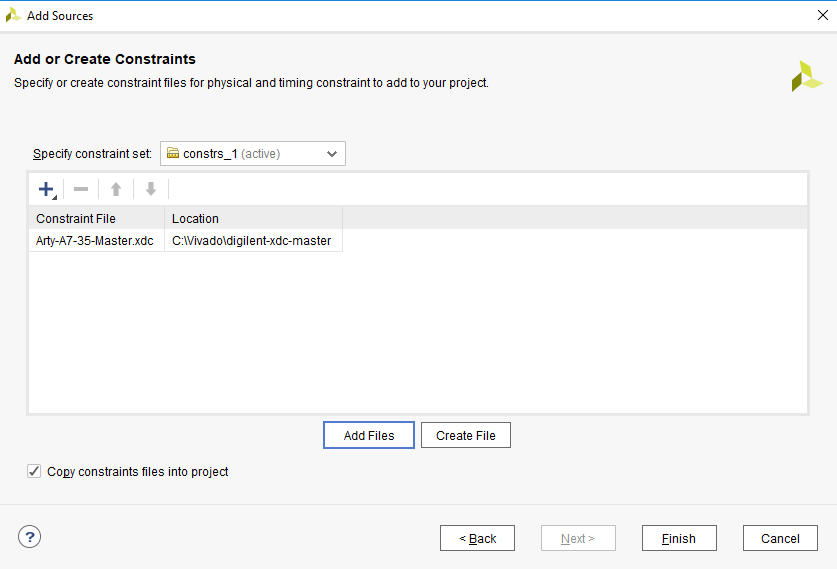 Add Sources
Add or Create Constraints
Specify or create constraint files for physical and timing constraint to add to your project.
Specify constraint set: constrs_1 (active)
Constraint File Location
Arty-A7-35-Master.xdc C:\Vivado\digilent-xdc-master
Add Files Create File
Copy constraints files into project
? < Back Next > Finish Cancel